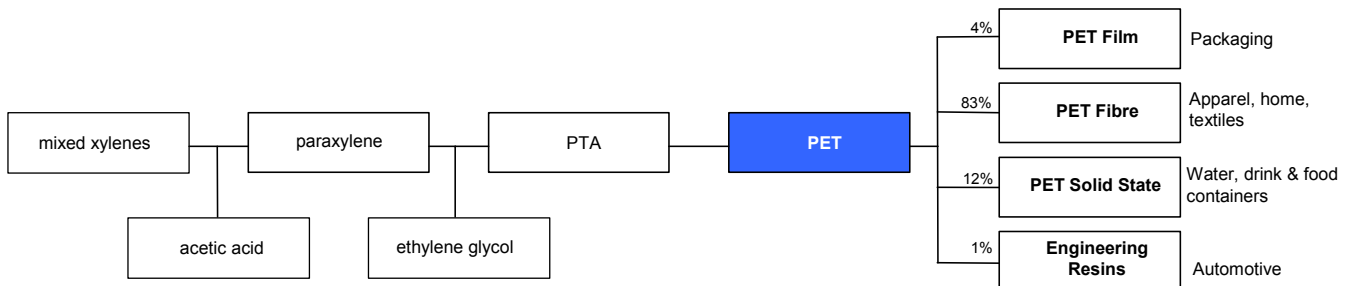 4%
PET Film
Packaging
83%
PET Fibre
Apparel, home,
textiles
mixed xylenes
paraxylene
PTA
PET
12%
PET Solid State
Water, drink & food
containers
acetic acid
ethylene glycol
1%
Engineering
Resins
Automotive